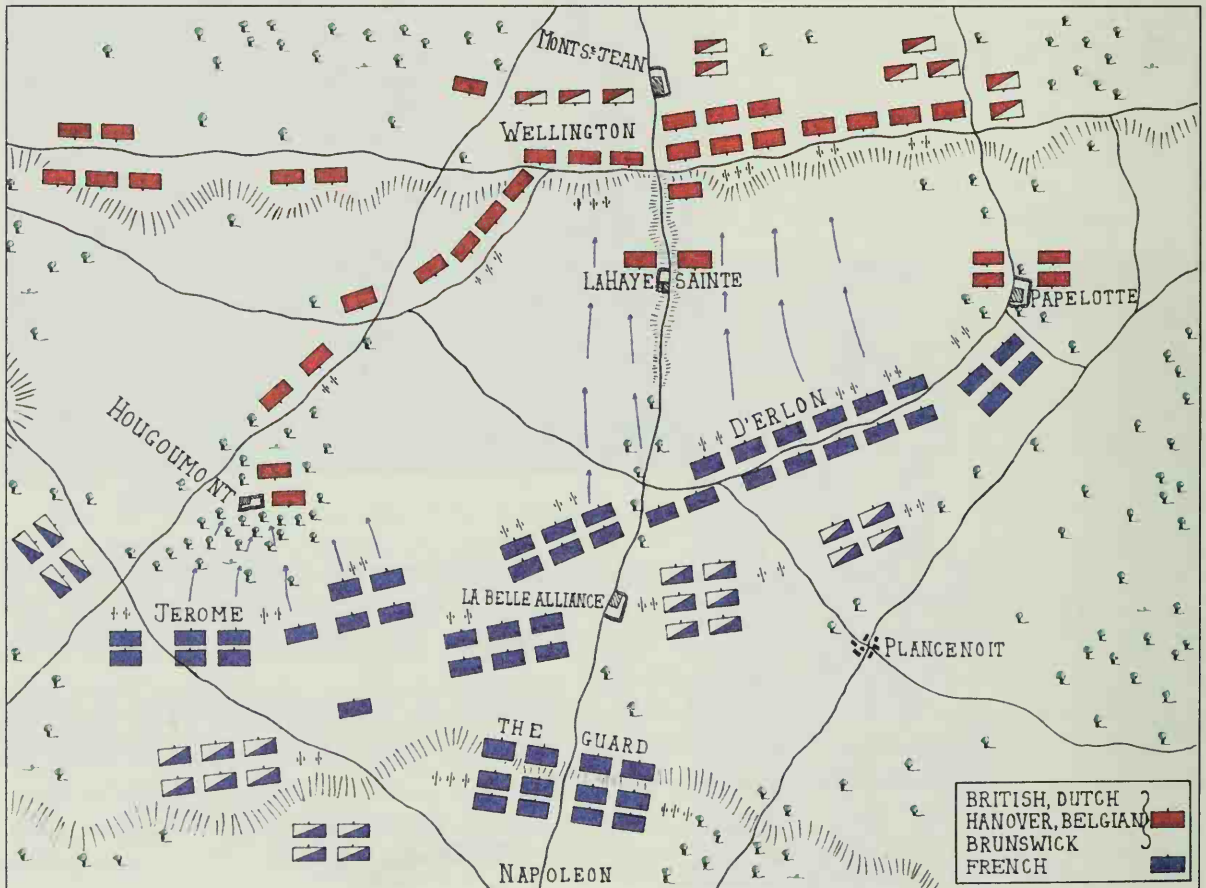 MONT ST JEAN
WELLINGTON
LA HAYE SAINTE
PAPELOTTE
HOUGOUMONT
D'ERLON
JEROME
LA BELLE ALLIANCE
PLANCENOIT
THE GUARD
NAPOLEON
BRITISH, DUTCH
HANOVER, BELGIAN
BRUNSWICK
FRENCH